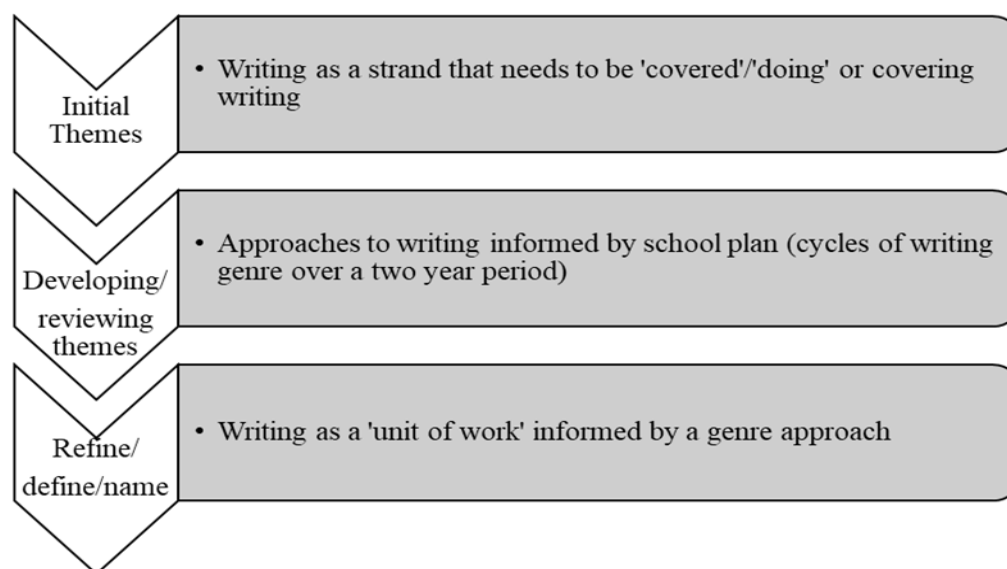 Initial
Themes
• Writing as a strand that needs to be 'covered'/'doing' or covering
writing
Developing/
reviewing
themes
• Approaches to writing informed by school plan (cycles of writing
genre over a two year period)
Refine/
define/name
• Writing as a 'unit of work' informed by a genre approach